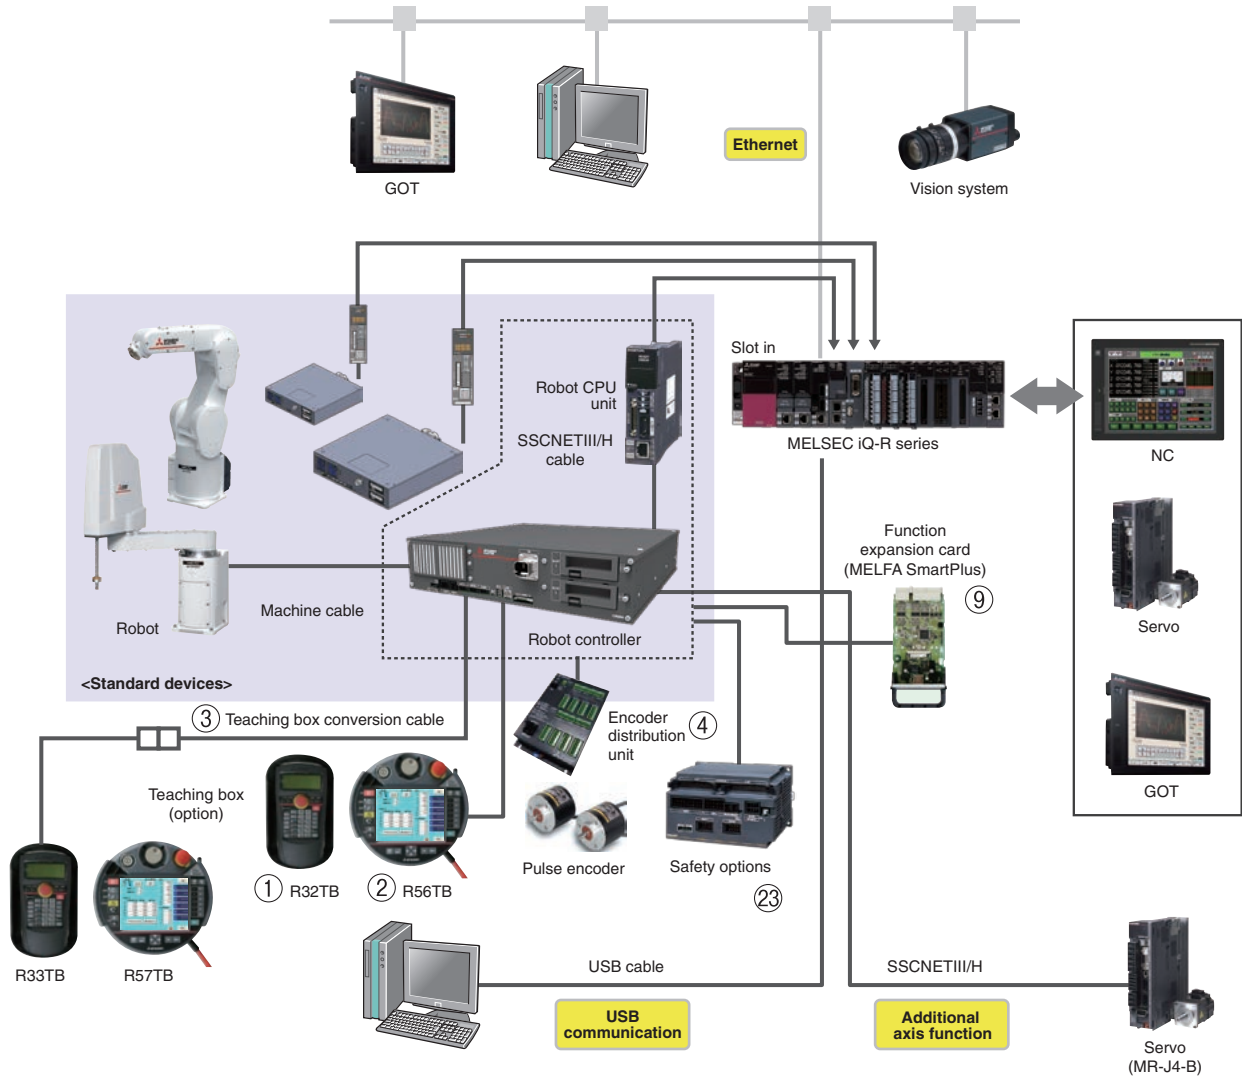 GOT
Ethernet
Vision system
Slot in
Robot CPU
unit
SSCNETIII/H
cable
MELSEC iQ-R series
NC
Function
expansion card
(MELFA SmartPlus)
⑨
Servo
Machine cable
Robot
Robot controller
<Standard devices>
③ Teaching box conversion cable
Encoder
distribution
unit
④
GOT
Teaching box
(option)
Pulse encoder
Safety options
① R32TB
② R56TB
㉓
R33TB
R57TB
USB cable
SSCNETIII/H
USB
communication
Additional
axis function
Servo
(MR-J4-B)